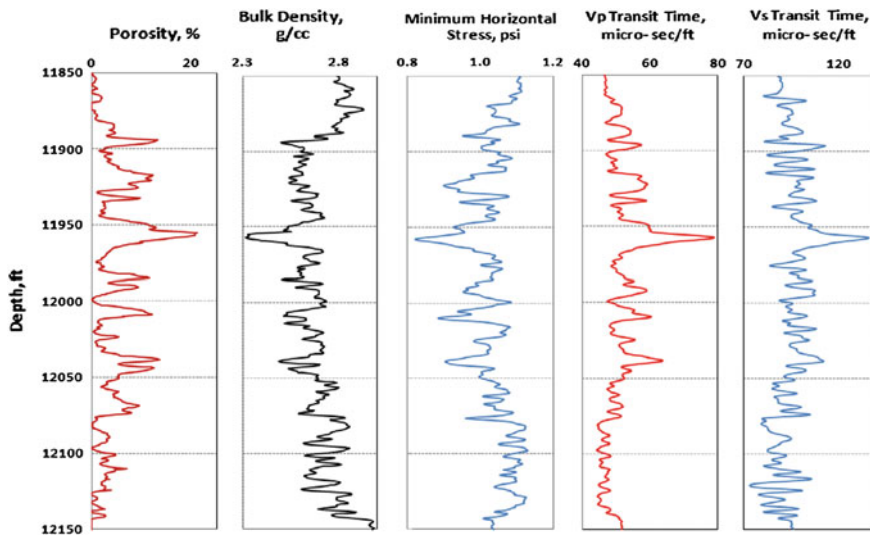 Porosity, %
Bulk Density,
g/cc
Minimum Horizontal
Stress, psi
Vp Transit Time,
micro- sec/ft
Vs Transit Time,
micro-sec/ft
0 20
2.3 2.8
0.8 1.0 1.2
40 60 80
70 120
Depth, ft
11850
11900
11950
12000
12050
12100
12150